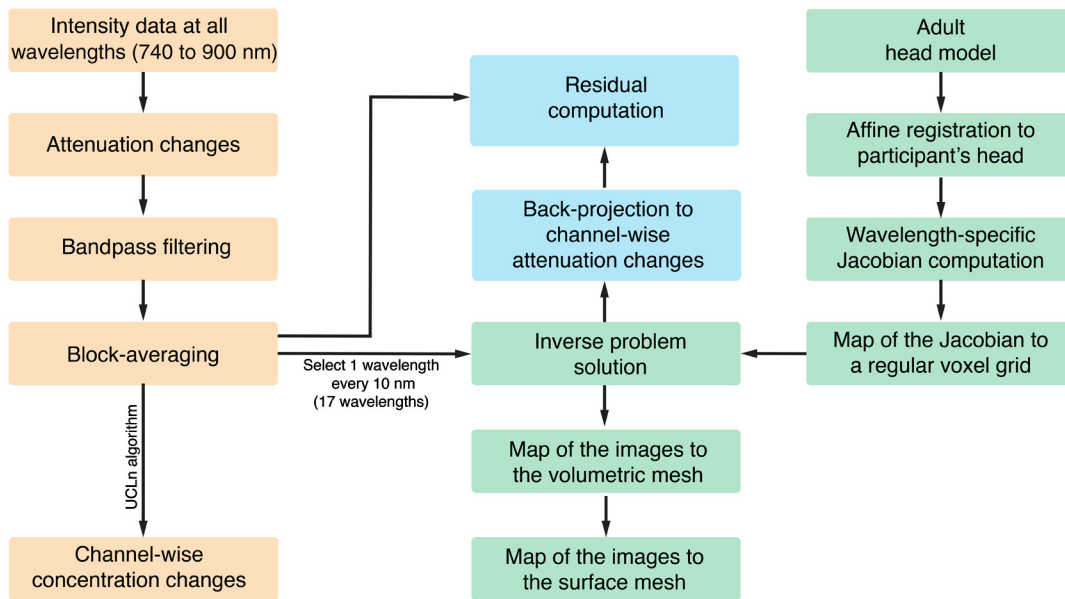 Intensity data at all
wavelengths (740 to 900 nm)
Attenuation changes
Bandpass filtering
Block-averaging
UCLn algorithm
Channel-wise
concentration changes
Select 1 wavelength
every 10 nm
(17 wavelengths)
Residual
computation
Back-projection to
channel-wise
attenuation changes
Inverse problem
solution
Map of the images to
the volumetric mesh
Map of the images to
the surface mesh
Adult
head model
Affine registration to
participant's head
Wavelength-specific
Jacobian computation
Map of the Jacobian to
a regular voxel grid